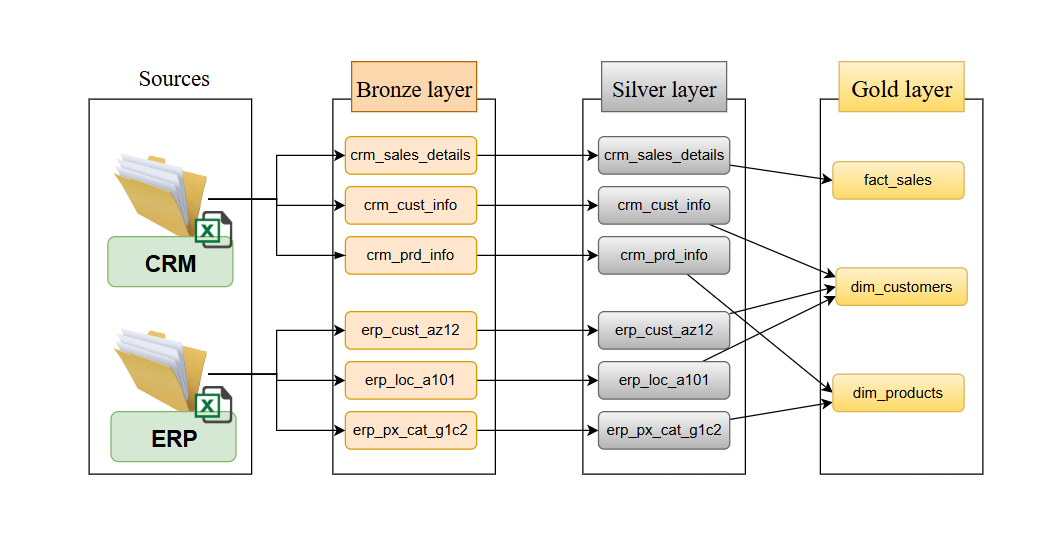 Sources
Bronze layer
Silver layer
Gold layer
CRM
ERP
crm_sales_details
crm_cust_info
crm_prd_info
erp_cust_az12
erp_loc_a101
erp_px_cat_g1c2
crm_sales_details
crm_cust_info
crm_prd_info
erp_cust_az12
erp_loc_a101
erp_px_cat_g1c2
fact_sales
dim_customers
dim_products